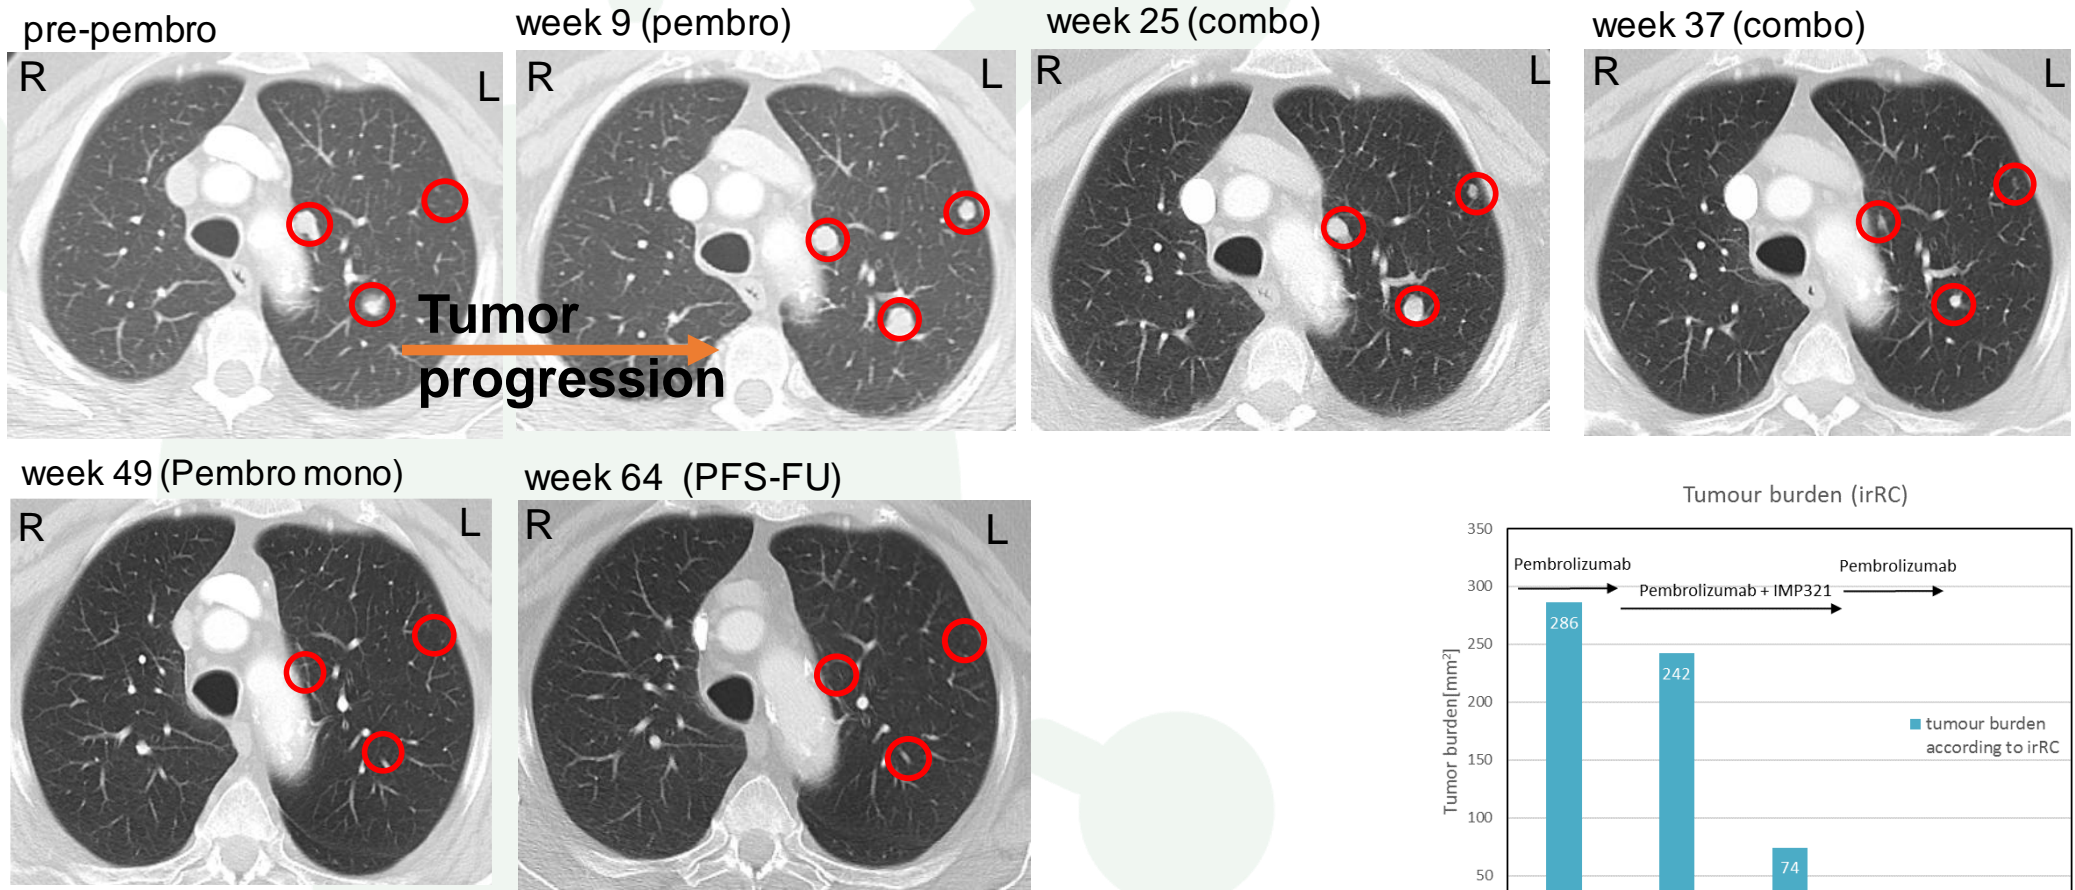 pre-pembro
week 9 (pembro)
week 25 (combo)
week 37 (combo)
R
L
R
L
R
L
R
L
Tumor
progression
week 49 (Pembro mono)
week 64 (PFS-FU)
R
L
R
L
Tumour burden (irRC)
Tumor burden[mm²]
350
300
250
200
150
100
50
Pembrolizumab
Pembrolizumab + IMP321
Pembrolizumab
286
242
74
tumour burden
according to irRC